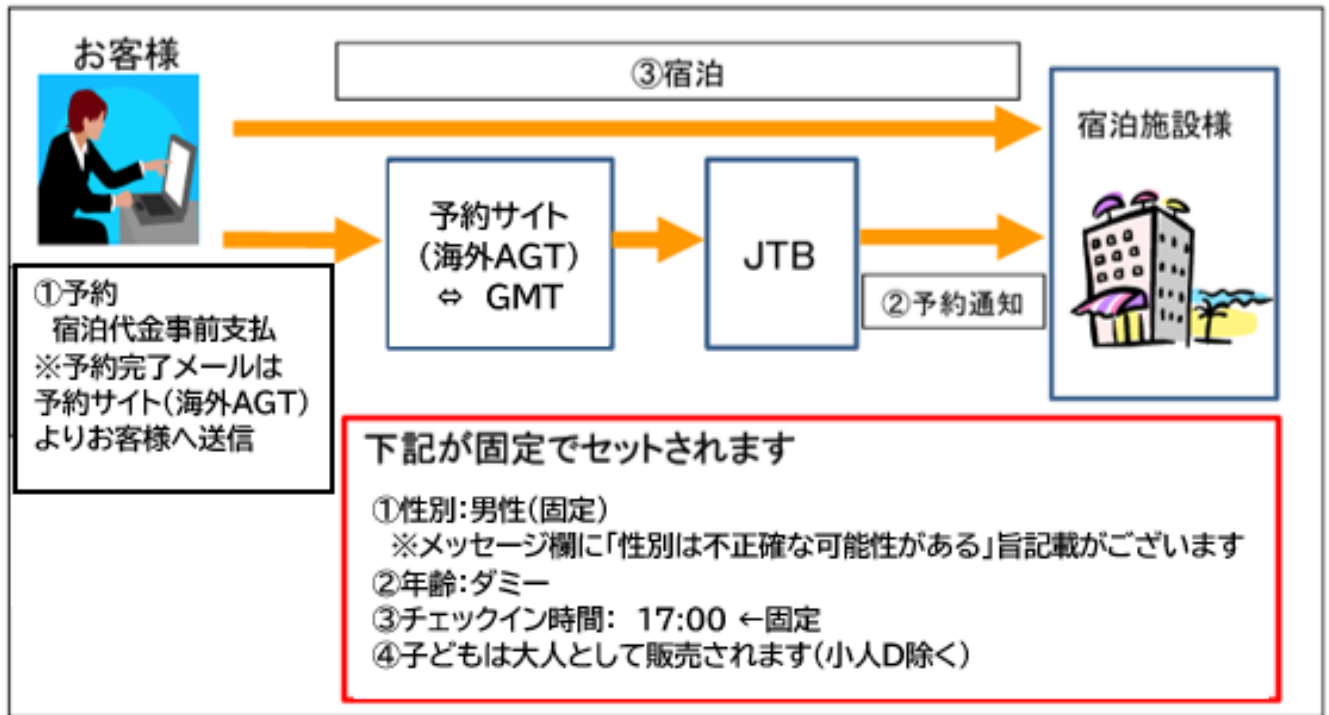 お客様
③宿泊
宿泊施設様
予約サイト
(海外AGT)
⇔ GMT
JTB
②予約通知
①予約
宿泊代金事前支払
※予約完了メールは
予約サイト(海外AGT)
よりお客様へ送信
下記が固定でセットされます
①性別:男性(固定)
※メッセージ欄に「性別は不正確な可能性がある」旨記載がございます
②年齢:ダミー
③チェックイン時間: 17:00 ←固定
④子どもは大人として販売されます(小人D除く)